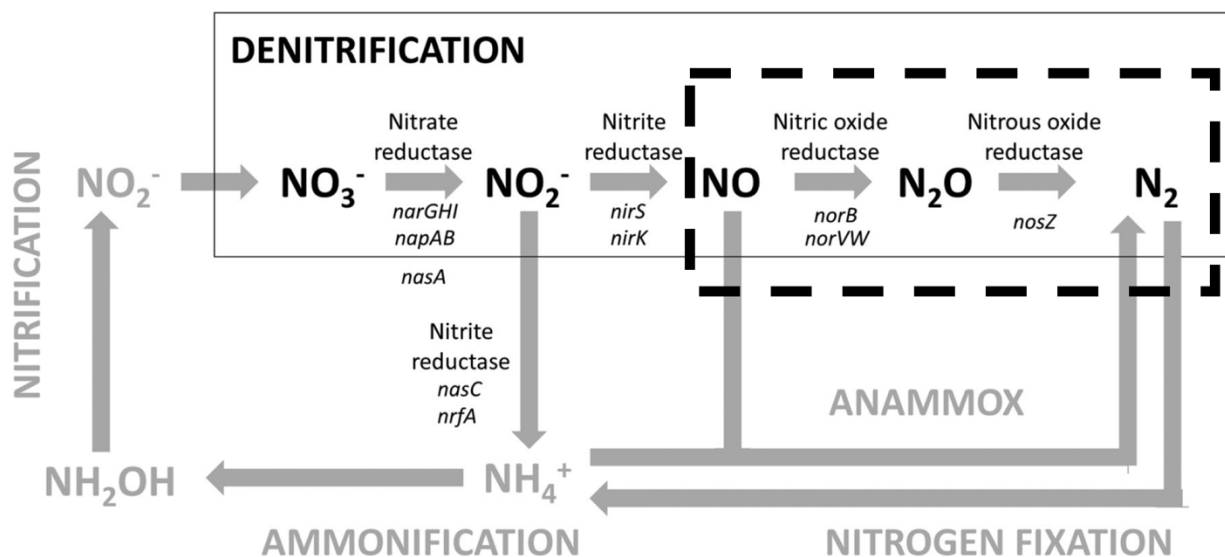 DENITRIFICATION
Nitrate
reductase
Nitrite
reductase
Nitric oxide
reductase
Nitrous oxide
reductase
NITRIFICATION
NO₂⁻
NO₃⁻
NO₂⁻
NO
N₂O
N₂
narGHI
napAB
nasA
nirS
nirK
norB
norVW
nosZ
Nitrite
reductase
nasC
nrfA
ANAMMOX
NH₂OH
NH₄⁺
AMMONIFICATION
NITROGEN FIXATION